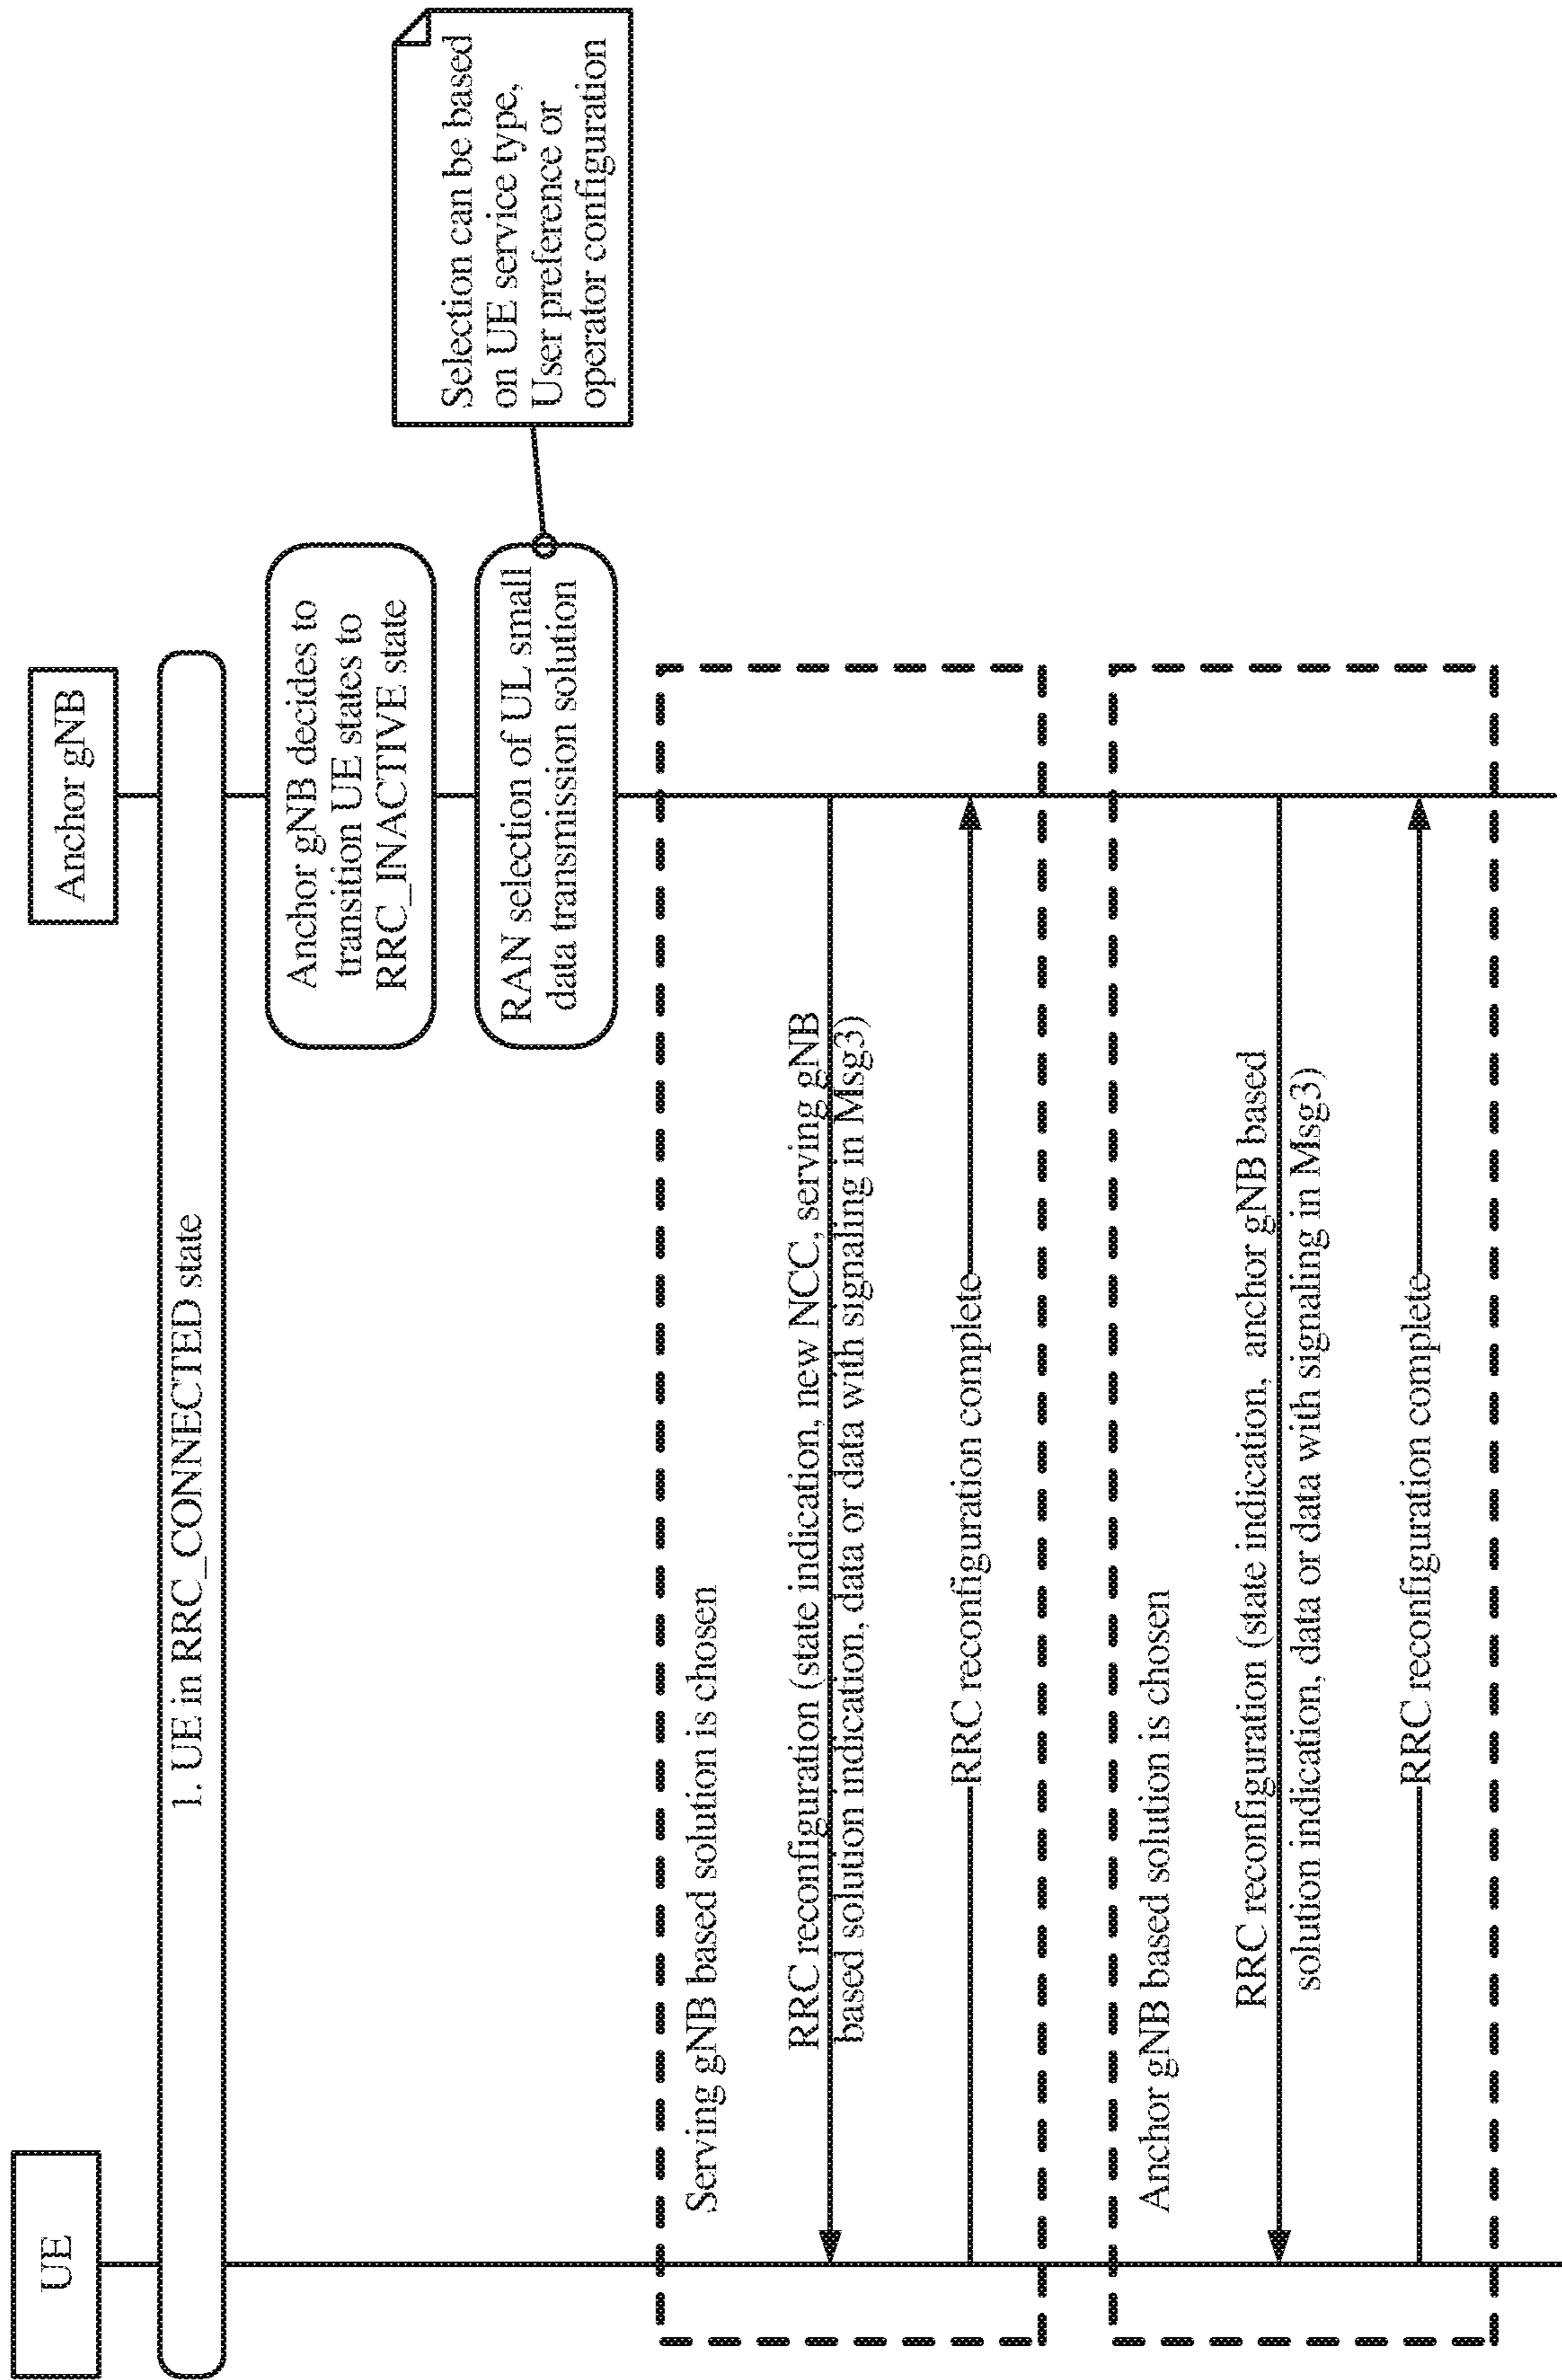 UE
Anchor gNB
1. UE in RRC_CONNECTED state
Anchor gNB decides to
transition UE states to
RRC_INACTIVE state
RAN selection of UL small
data transmission solution
Selection can be based
on UE service type,
User preference or
operator configuration
Serving gNB based solution is chosen
RRC reconfiguration (state indication, new NCC, serving gNB
based solution indication, data or data with signaling in Msg3)
RRC reconfiguration complete
Anchor gNB based solution is chosen
RRC reconfiguration (state indication, anchor gNB based
solution indication, data or data with signaling in Msg3)
RRC reconfiguration complete